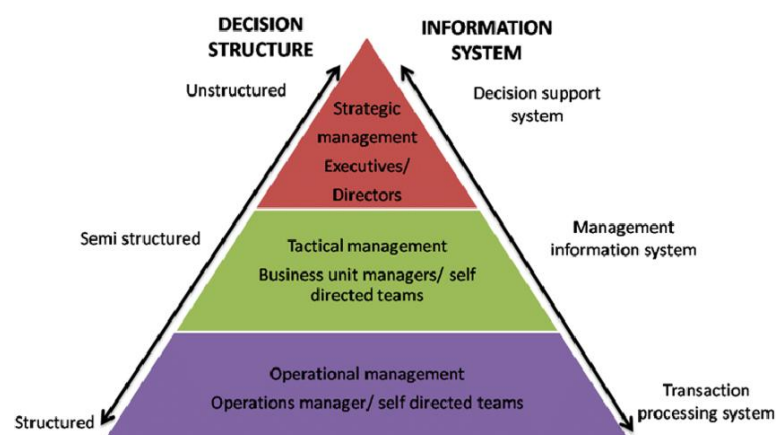 DECISION
STRUCTURE
INFORMATION
SYSTEM
Unstructured
Decision support
system
Strategic
management
Executives/
Directors
Semi structured
Management
information system
Tactical management
Business unit managers/ self
directed teams
Operational management
Operations manager/ self directed teams
Structured
Transaction
processing system